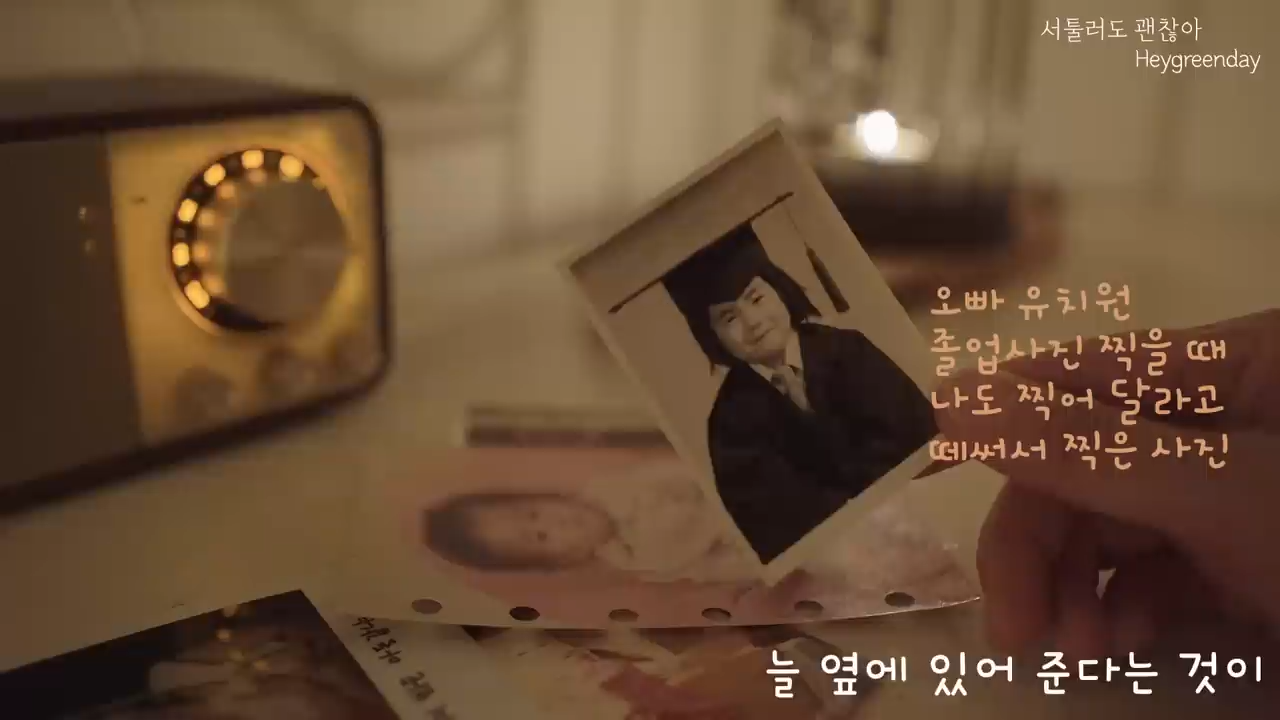 서툴러도 괜찮아
Heygreenday
오빠 유치원
졸업사진 찍을 때
나도 찍어 달라고
떼써서 찍은 사진
늘 옆에 있어 준다는 것이